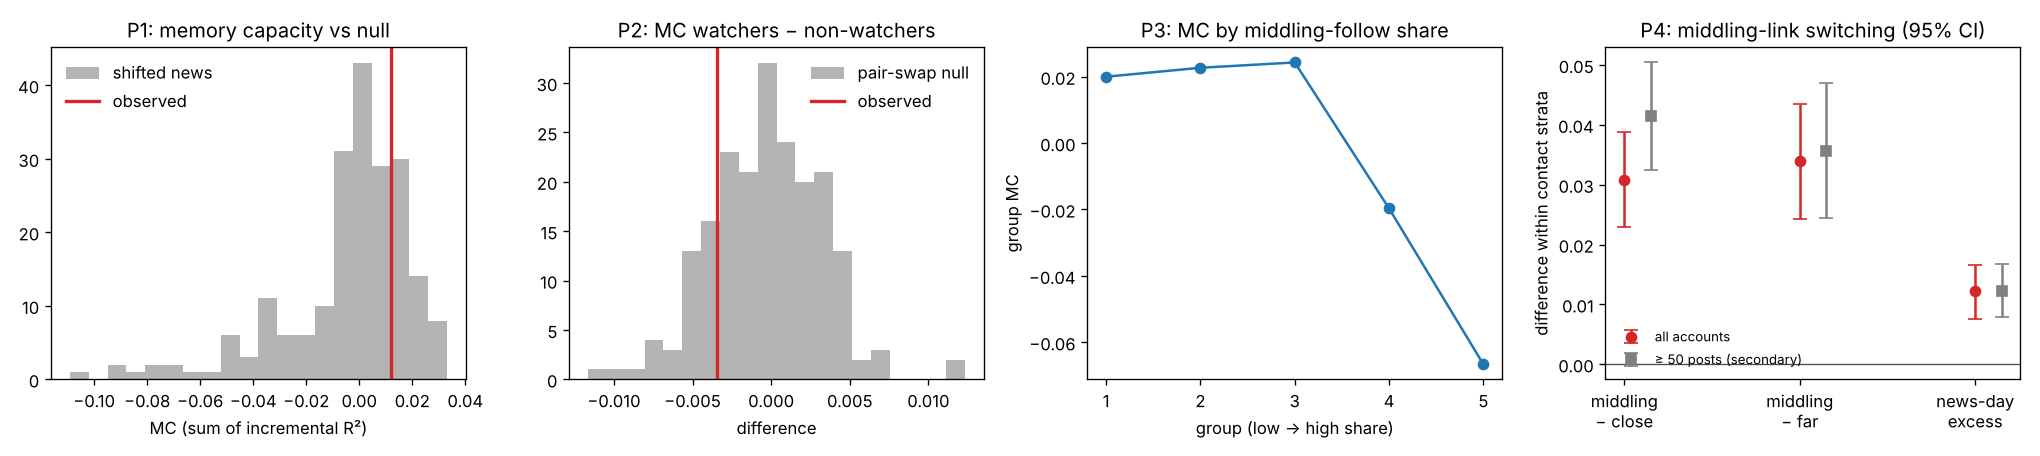 P1: memory capacity vs null
shifted news
observed
40
30
20
10
0
−0.10 −0.08 −0.06 −0.04 −0.02 0.00 0.02 0.04
MC (sum of incremental R²)
P2: MC watchers − non-watchers
pair-swap null
observed
30
25
20
15
10
5
0
−0.010 −0.005 0.000 0.005 0.010
difference
P3: MC by middling-follow share
group MC
0.02
0.00
−0.02
−0.04
−0.06
1 2 3 4 5
group (low → high share)
P4: middling-link switching (95% CI)
difference within contact strata
0.05
0.04
0.03
0.02
0.01
0.00
all accounts
≥ 50 posts (secondary)
middling
− close
middling
− far
news-day
excess